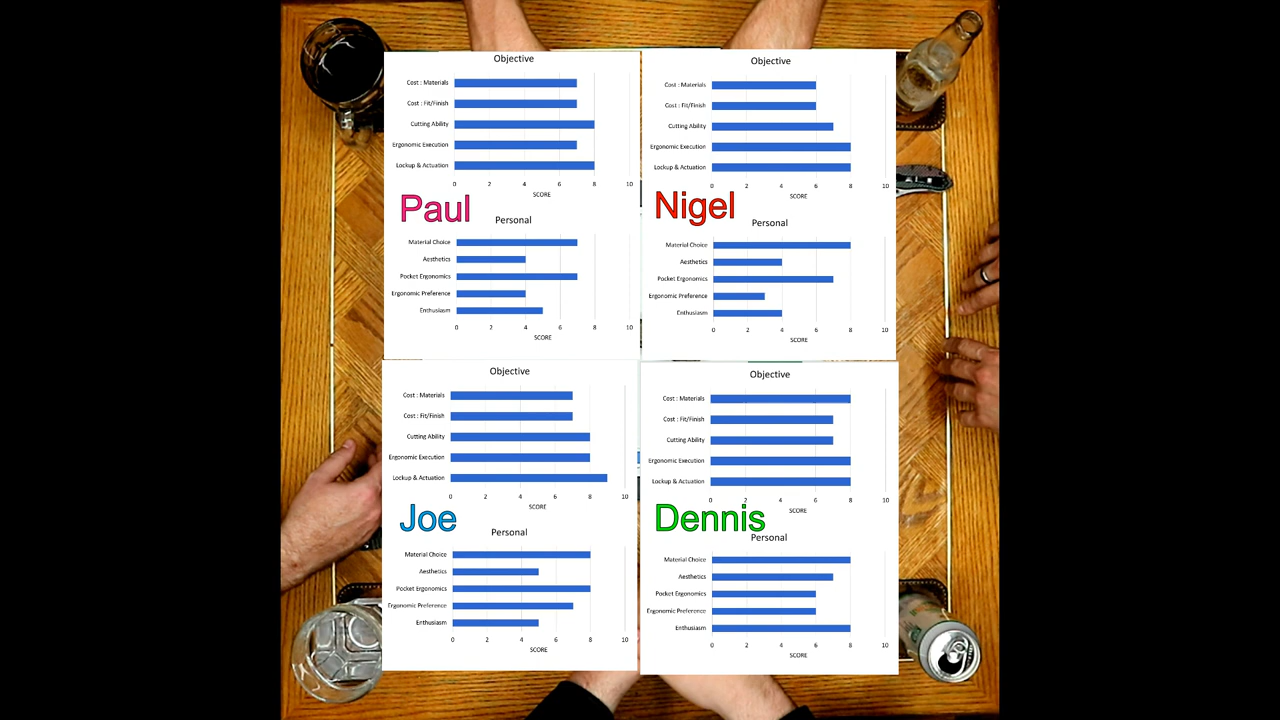 Objective
Cost : Materials
Cost : Fit/Finish
Cutting Ability
Ergonomic Execution
Lockup & Actuation
0 2 4 6 8 10
SCORE
Paul
Personal
Material Choice
Aesthetics
Pocket Ergonomics
Ergonomic Preference
Enthusiasm
0 2 4 6 8 10
SCORE
Objective
Cost : Materials
Cost : Fit/Finish
Cutting Ability
Ergonomic Execution
Lockup & Actuation
0 2 4 6 8 10
SCORE
Nigel
Personal
Material Choice
Aesthetics
Pocket Ergonomics
Ergonomic Preference
Enthusiasm
0 2 4 6 8 10
SCORE
Objective
Cost : Materials
Cost : Fit/Finish
Cutting Ability
Ergonomic Execution
Lockup & Actuation
0 2 4 6 8 10
SCORE
Joe
Personal
Material Choice
Aesthetics
Pocket Ergonomics
Ergonomic Preference
Enthusiasm
0 2 4 6 8 10
SCORE
Objective
Cost : Materials
Cost : Fit/Finish
Cutting Ability
Ergonomic Execution
Lockup & Actuation
0 2 4 6 8 10
SCORE
Dennis
Personal
Material Choice
Aesthetics
Pocket Ergonomics
Ergonomic Preference
Enthusiasm
0 2 4 6 8 10
SCORE